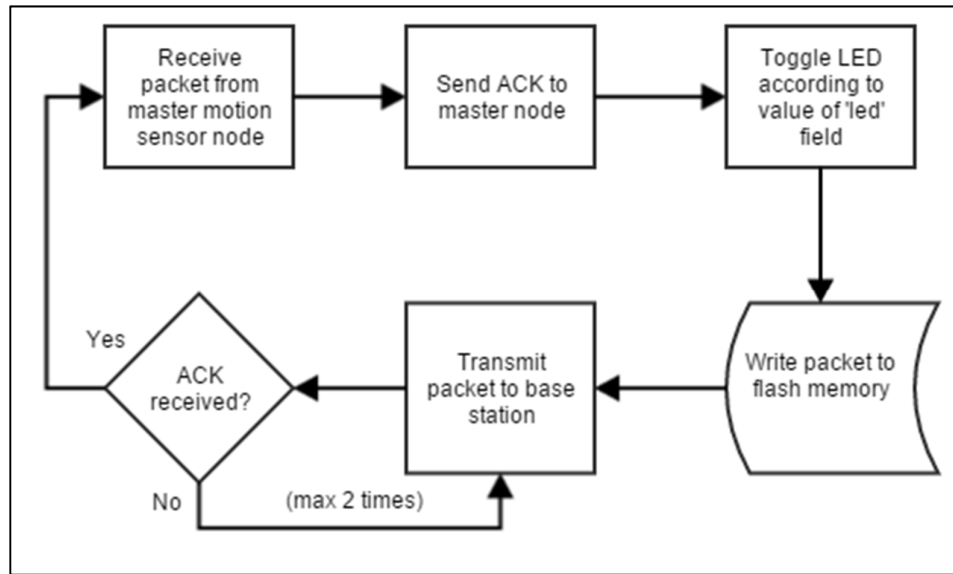 Receive
packet from
master motion
sensor node
Send ACK to
master node
Toggle LED
according to
value of 'led'
field
Write packet to
flash memory
Transmit
packet to base
station
ACK
received?
Yes
No
(max 2 times)